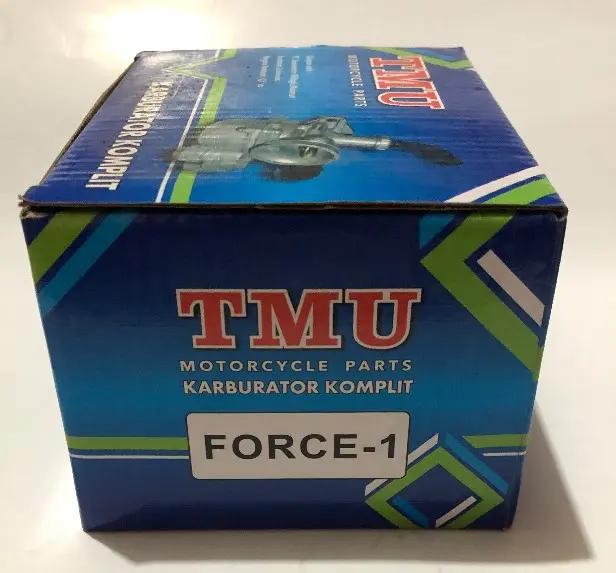 TMU
MOTORCYCLE PARTS
KARBURATOR KOMPLIT
TMU
MOTORCYCLE PARTS
KARBURATOR KOMPLIT
FORCE-1